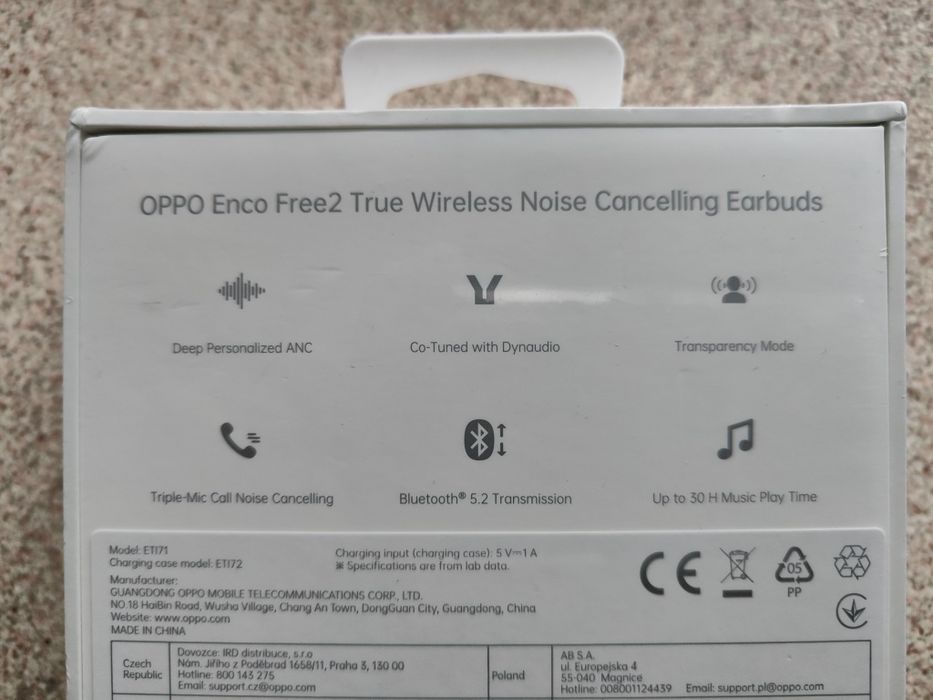 OPPO Enco Free2 True Wireless Noise Cancelling Earbuds
Deep Personalized ANC
Co-Tuned with Dynaudio
Transparency Mode
Triple-Mic Call Noise Cancelling
Bluetooth® 5.2 Transmission
Up to 30 H Music Play Time
Model: ETI71
Charging case model: ETI72
Charging input (charging case): 5 V⎓1 A
※ Specifications are from lab data.
Manufacturer:
GUANGDONG OPPO MOBILE TELECOMMUNICATIONS CORP., LTD.
NO.18 HaiBin Road, Wusha Village, Chang An Town, DongGuan City, Guangdong, China
Website: www.oppo.com
MADE IN CHINA
CE
05
PP
Czech
Republic
Dovozce: IRD distribuce, s.r.o
Nám. Jiřího z Poděbrad 1658/11, Praha 3, 130 00
Hotline: 800 143 275
Email: support.cz@oppo.com
Poland
AB S.A.
ul. Europejska 4
55-040 Magnice
Hotline: 008001124439 Email: support.pl@oppo.com